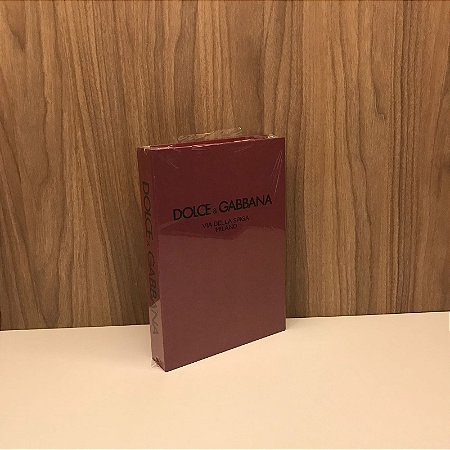 DOLCE & GABBANA
VIA DELLA SPIGA
MILANO
DOLCE & GABBANA